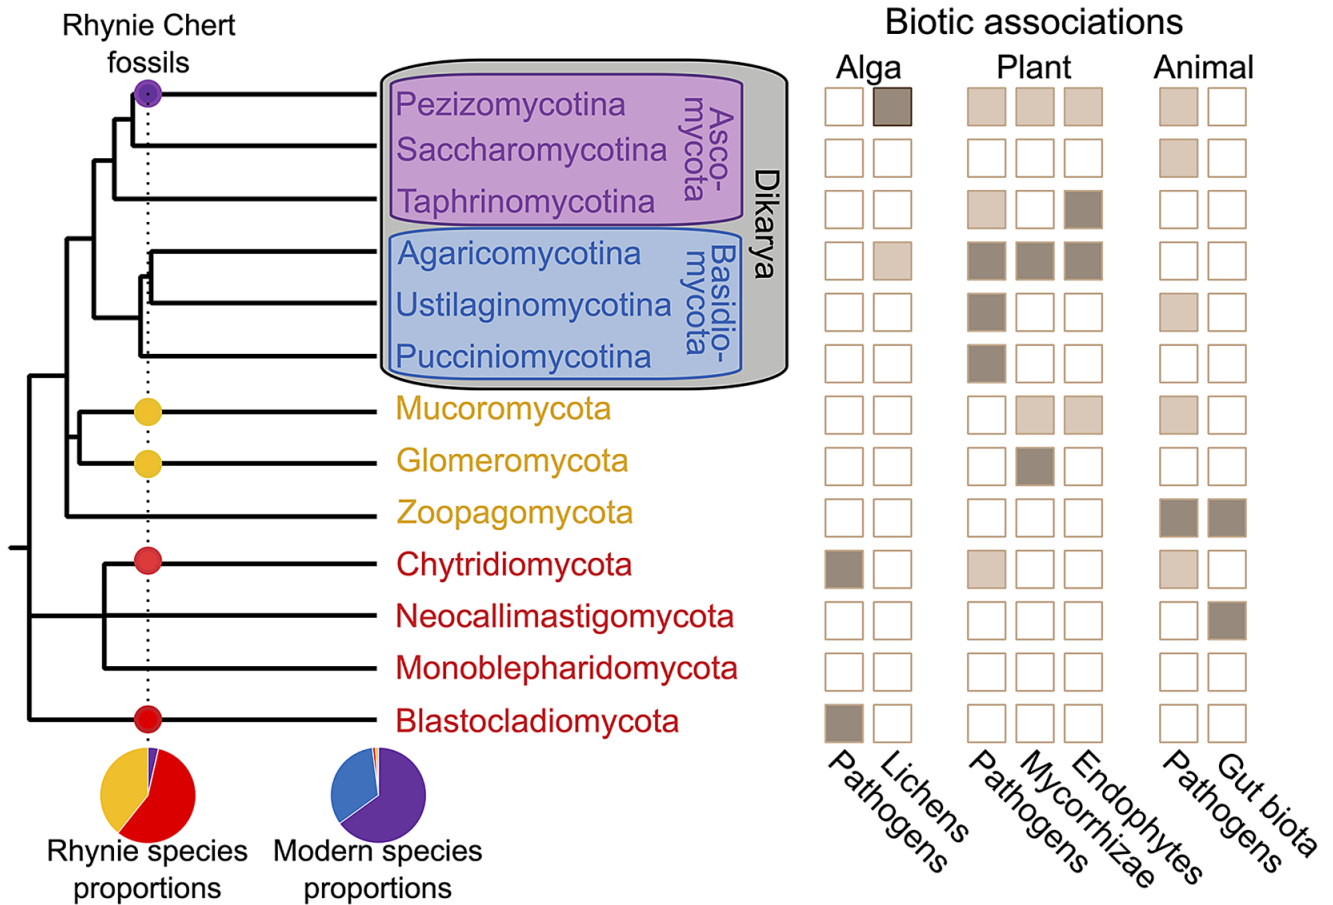 Rhynie Chert
fossils
Biotic associations
Alga
Plant
Animal
Pezizomycotina
Saccharomycotina
Taphrinomycotina
Asco-
mycota
Agaricomycotina
Ustilaginomycotina
Pucciniomycotina
Basidio-
mycota
Dikarya
Mucoromycota
Glomeromycota
Zoopagomycota
Chytridiomycota
Neocallimastigomycota
Monoblepharidomycota
Blastocladiomycota
Pathogens
Lichens
Pathogens
Mycorrhizae
Endophytes
Pathogens
Gut biota
Rhynie species
proportions
Modern species
proportions